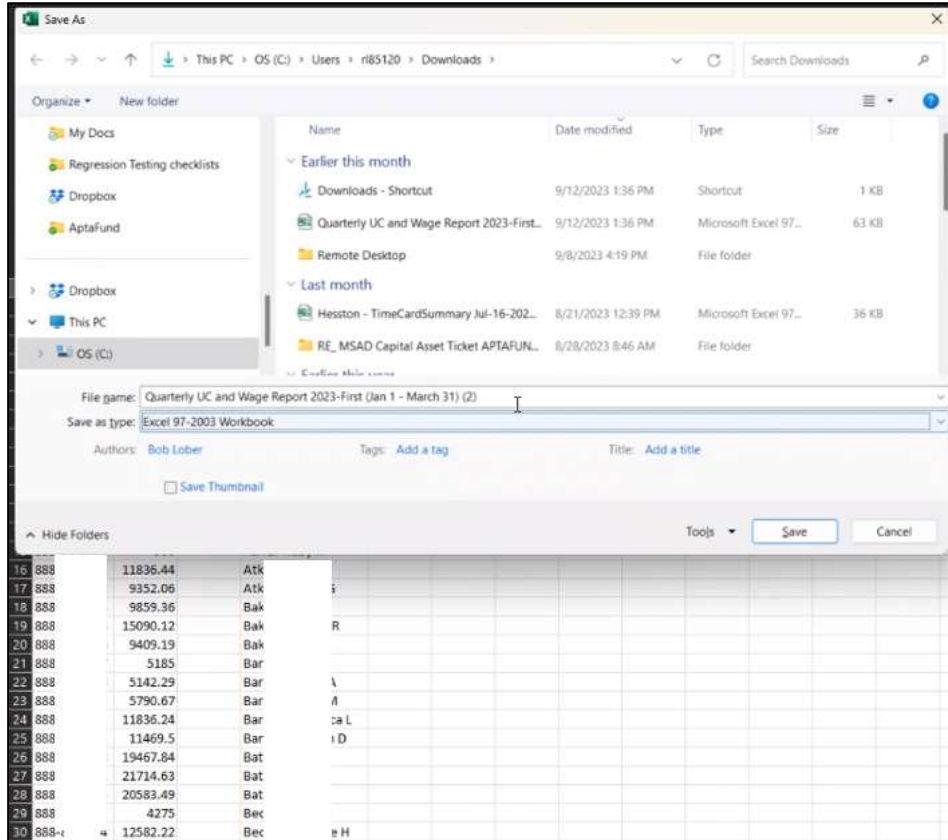 Save As
This PC > OS (C:) > Users > rl85120 > Downloads >
Search Downloads
Organize
New folder
Name Date modified Type Size
My Docs
Regression Testing checklists
Dropbox
AptaFund
Dropbox
This PC
OS (C:)
Earlier this month
Downloads - Shortcut 9/12/2023 1:36 PM Shortcut 1 KB
Quarterly UC and Wage Report 2023-First... 9/12/2023 1:36 PM Microsoft Excel 97... 63 KB
Remote Desktop 9/8/2023 4:19 PM File folder
Last month
Hesston - TimeCardSummary Jul-16-202... 8/21/2023 12:39 PM Microsoft Excel 97... 36 KB
RE_ MSAD Capital Asset Ticket APTAFUN... 8/28/2023 8:46 AM File folder
File name: Quarterly UC and Wage Report 2023-First (Jan 1 - March 31) (2)
Save as type: Excel 97-2003 Workbook
Authors: Bob Lober Tags: Add a tag Title: Add a title
Save Thumbnail
Hide Folders Tools Save Cancel
16 888 11836.44 Atk
17 888 9352.06 Atk
18 888 9859.36 Bak
19 888 15090.12 Bak R
20 888 9409.19 Bak
21 888 5185 Bar
22 888 5142.29 Bar A
23 888 5790.67 Bar M
24 888 11836.24 Bar ca L
25 888 11469.5 Bar D
26 888 19467.84 Bat
27 888 21714.63 Bat
28 888 20583.49 Bat
29 888 4275 Bec
30 888- 4 12582.22 Bec e H